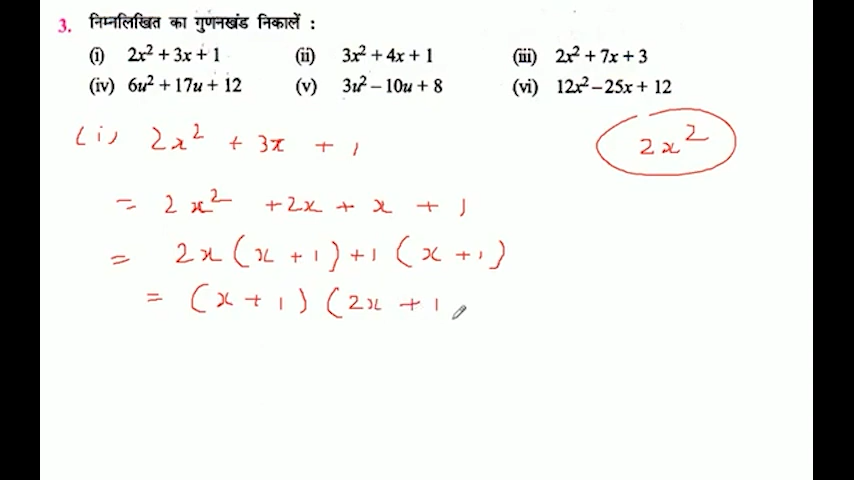 3. निम्नलिखित का गुणनखंड निकालें :
(i) 2x² + 3x + 1 (ii) 3x² + 4x + 1 (iii) 2x² + 7x + 3
(iv) 6u² + 17u + 12 (v) 3u² – 10u + 8 (vi) 12x² – 25x + 12
(i) 2x² + 3x + 1
2x²
= 2x² + 2x + x + 1
= 2x (x + 1) + 1 (x + 1)
= (x + 1) (2x + 1